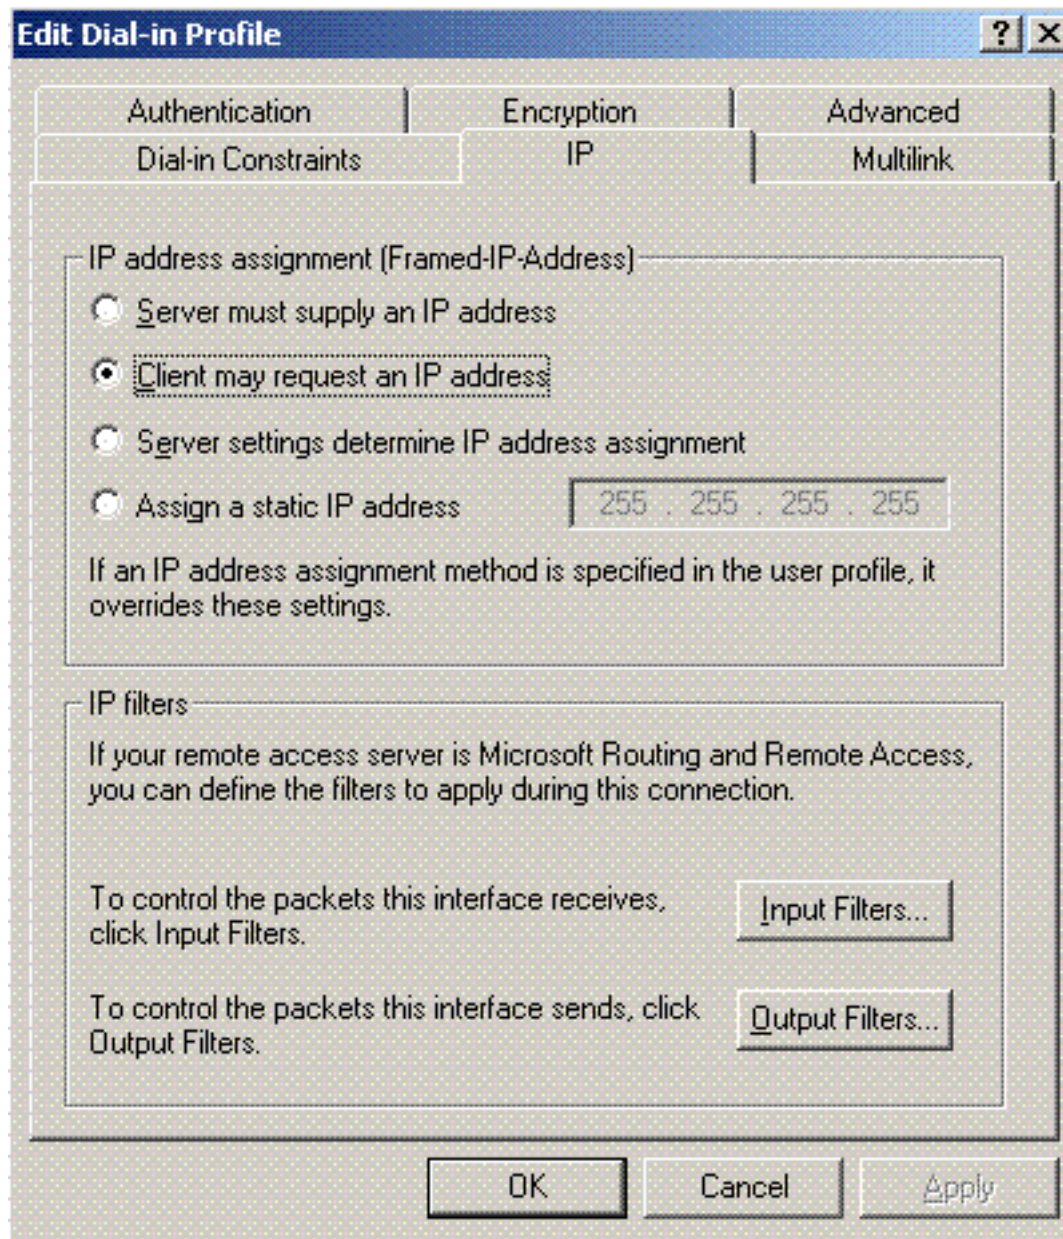 Edit Dial-in Profile
Authentication Encryption Advanced
Dial-in Constraints IP Multilink
IP address assignment (Framed-IP-Address)
Server must supply an IP address
Client may request an IP address
Server settings determine IP address assignment
Assign a static IP address 255 . 255 . 255 . 255
If an IP address assignment method is specified in the user profile, it
overrides these settings.
IP filters
If your remote access server is Microsoft Routing and Remote Access,
you can define the filters to apply during this connection.
To control the packets this interface receives,
click Input Filters.
Input Filters...
To control the packets this interface sends, click
Output Filters.
Output Filters...
OK Cancel Apply